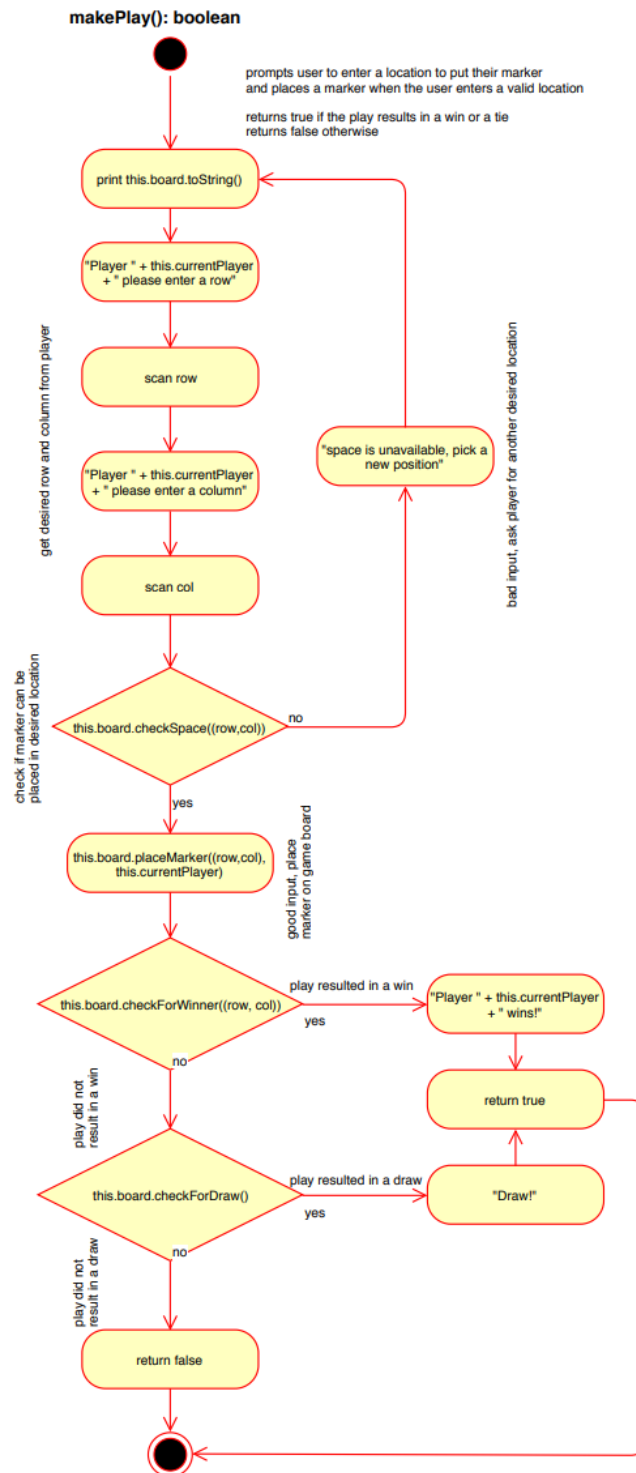 makePlay(): boolean
prompts user to enter a location to put their marker
and places a marker when the user enters a valid location
returns true if the play results in a win or a tie
returns false otherwise
print this.board.toString()
"Player " + this.currentPlayer
+ " please enter a row"
get desired row and column from player
scan row
"Player " + this.currentPlayer
+ " please enter a column"
"space is unavailable, pick a
new position"
bad input, ask player for another desired location
scan col
check if marker can be
placed in desired location
this.board.checkSpace((row,col))
no
yes
this.board.placeMarker((row,col),
this.currentPlayer)
good input, place
marker on game board
this.board.checkForWinner((row, col))
play resulted in a win
yes
"Player " + this.currentPlayer
+ " wins!"
no
play did not
result in a win
return true
this.board.checkForDraw()
play resulted in a draw
yes
"Draw!"
no
play did not
result in a draw
return false